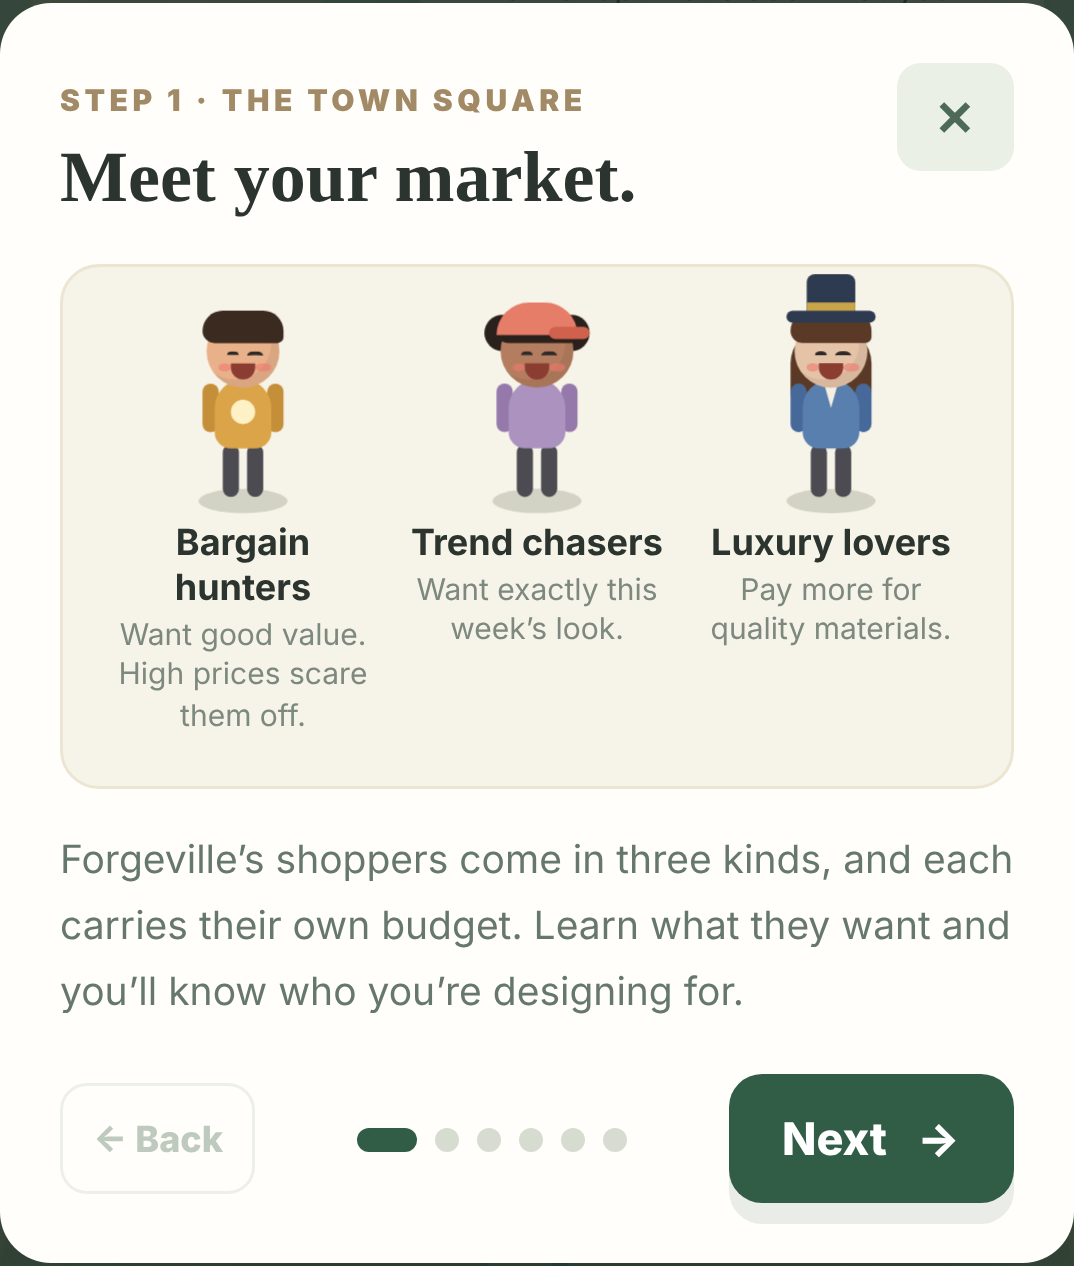 STEP 1 · THE TOWN SQUARE
Meet your market.
Bargain
hunters
Want good value.
High prices scare
them off.
Trend chasers
Want exactly this
week’s look.
Luxury lovers
Pay more for
quality materials.
Forgeville’s shoppers come in three kinds, and each
carries their own budget. Learn what they want and
you’ll know who you’re designing for.
← Back
Next →